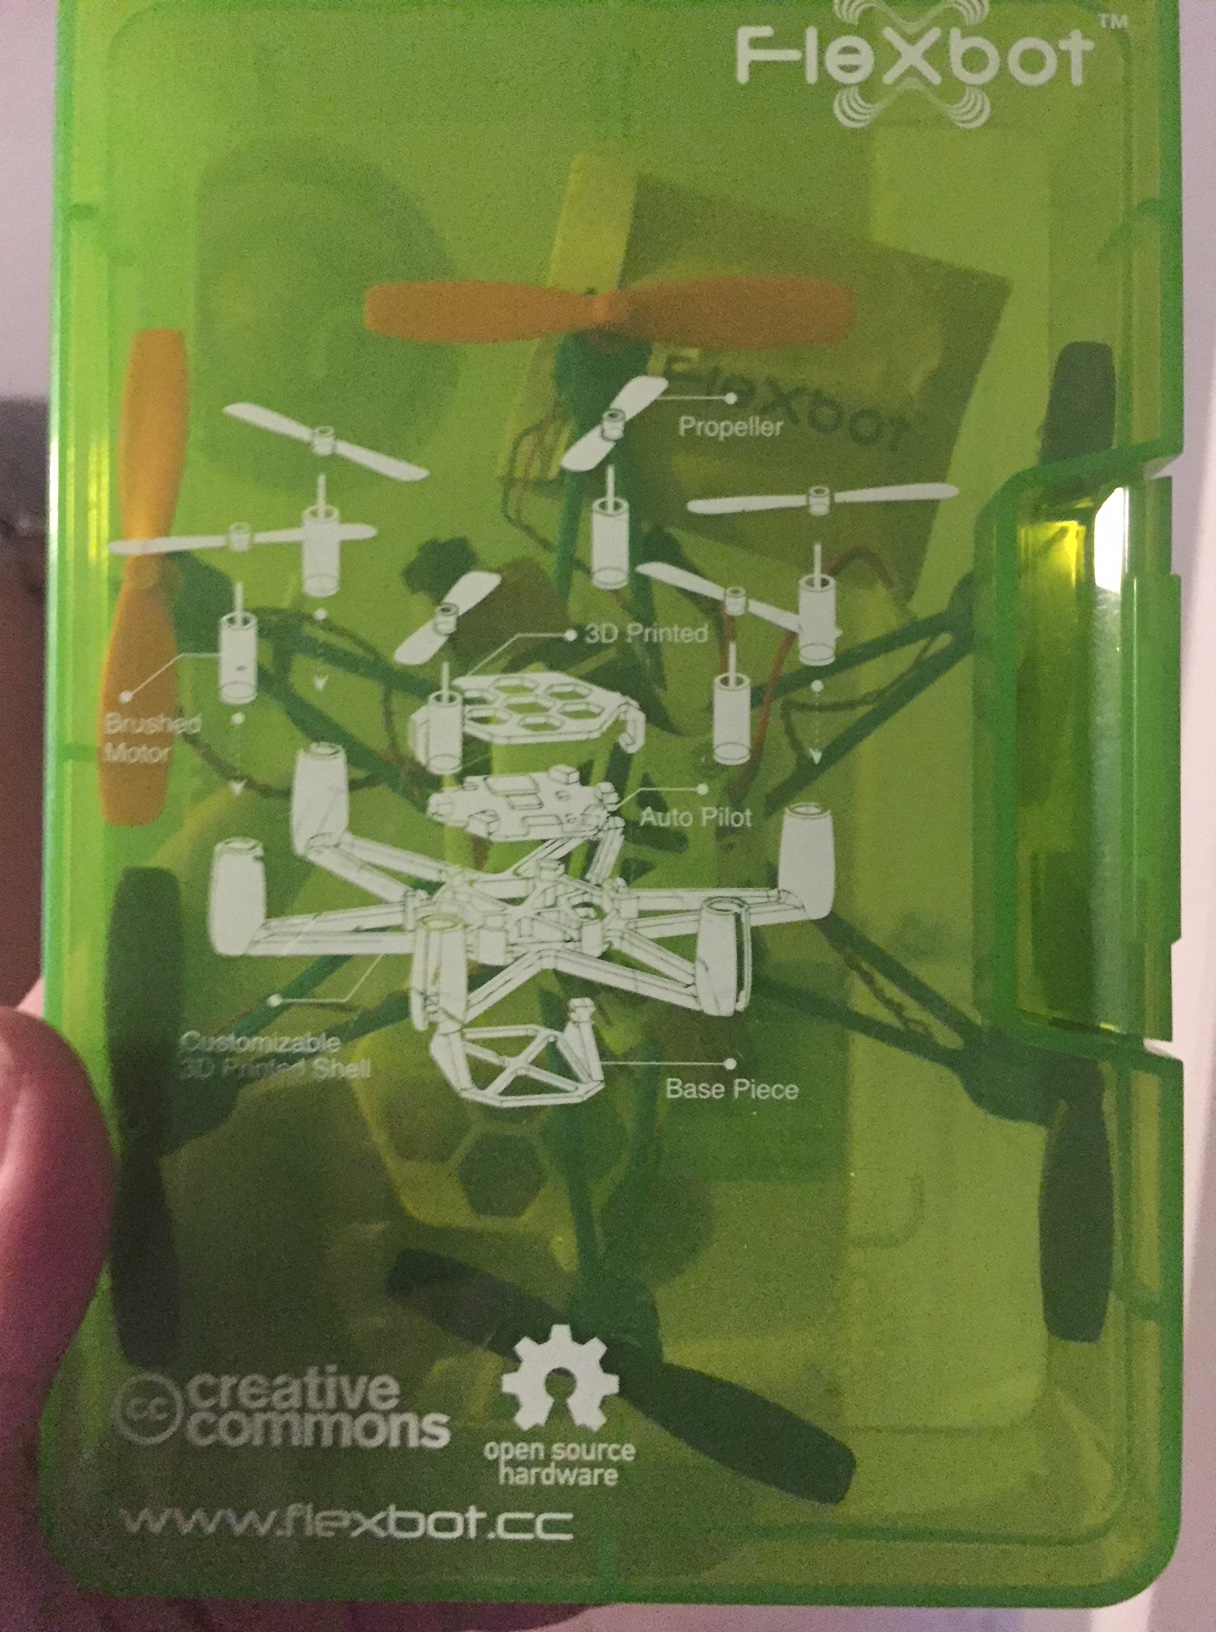 FleXbot™
FleXbot
Propeller
3D Printed
Brushed
Motor
Auto Pilot
Customizable
3D Printed Shell
Base Piece
cc creative
commons
open source
hardware
www.flexbot.cc